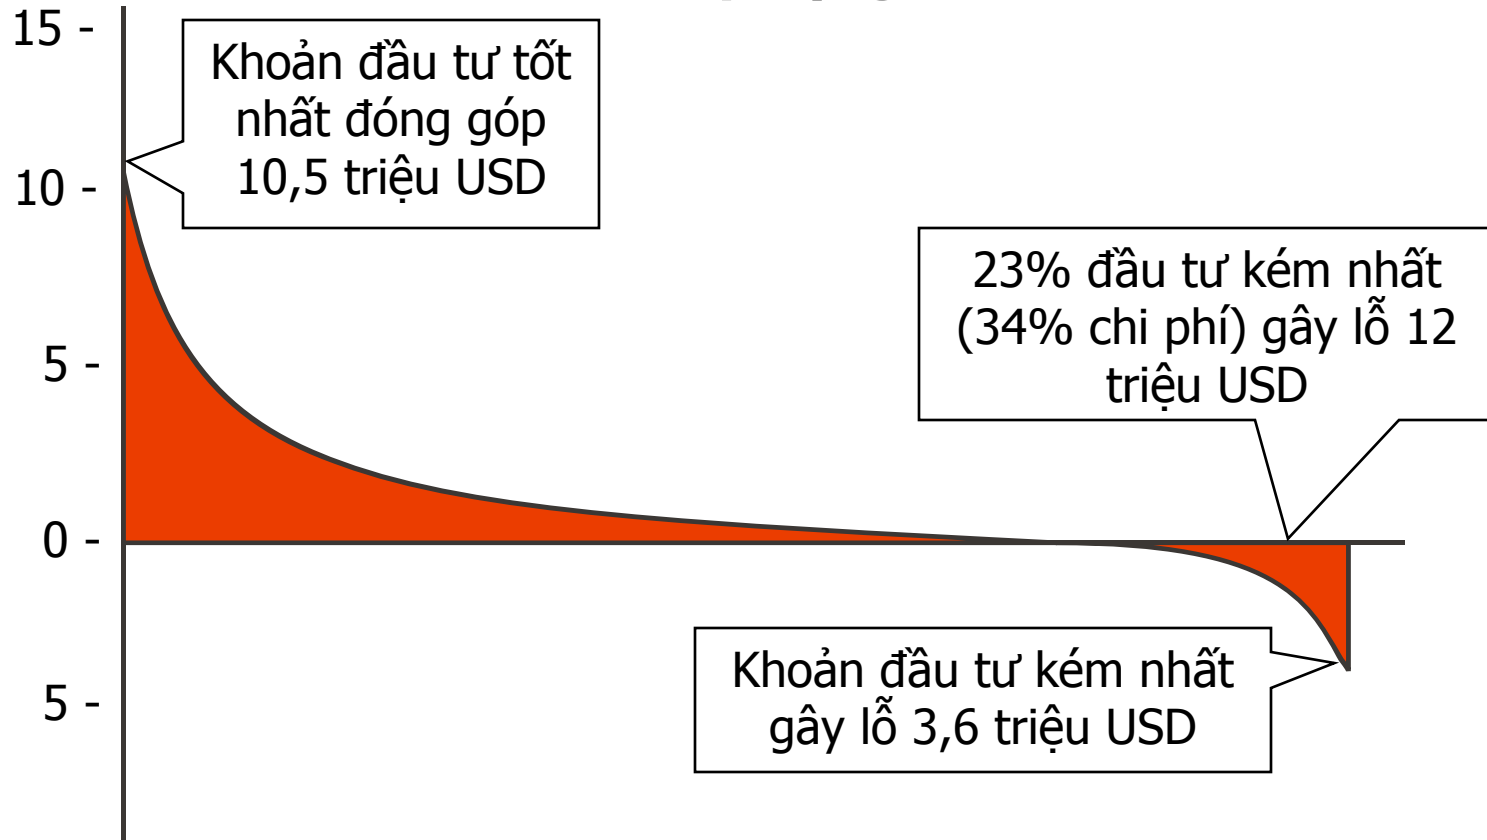 15 -
Khoản đầu tư tốt
nhất đóng góp
10,5 triệu USD
10 -
23% đầu tư kém nhất
(34% chi phí) gây lỗ 12
triệu USD
5 -
0 -
Khoản đầu tư kém nhất
gây lỗ 3,6 triệu USD
5 -